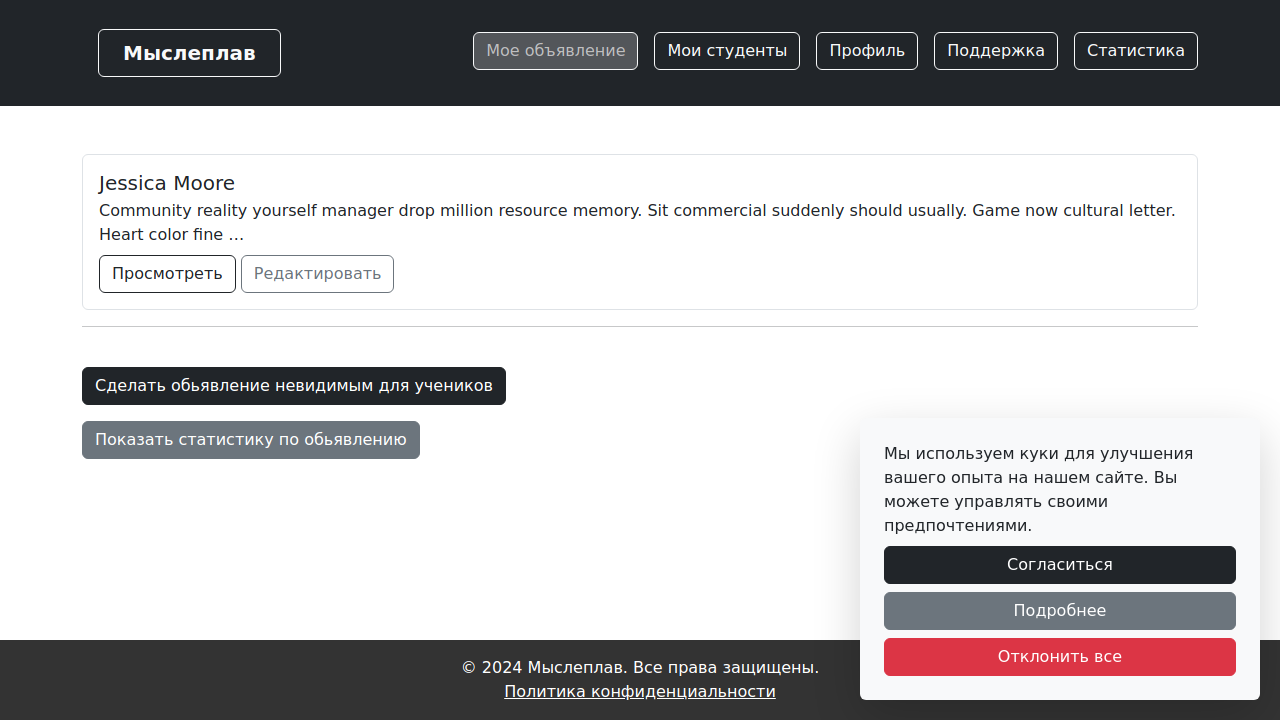 Мыслеплав
Мое объявление
Мои студенты
Профиль
Поддержка
Статистика
Jessica Moore
Community reality yourself manager drop million resource memory. Sit commercial suddenly should usually. Game now cultural letter.
Heart color fine …
Просмотреть
Редактировать
Сделать обьявление невидимым для учеников
Показать статистику по обьявлению
Мы используем куки для улучшения
вашего опыта на нашем сайте. Вы
можете управлять своими
предпочтениями.
Согласиться
Подробнее
Отклонить все
© 2024 Мыслеплав. Все права защищены.
Политика конфиденциальности